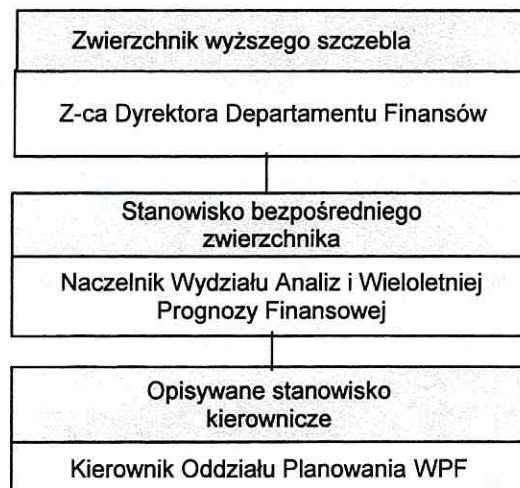 Zwierzchnik wyższego szczebla
Z-ca Dyrektora Departamentu Finansów
Stanowisko bezpośredniego
zwierzchnika
Naczelnik Wydziału Analiz i Wieloletniej
Prognozy Finansowej
Opisywane stanowisko
kierownicze
Kierownik Oddziału Planowania WPF